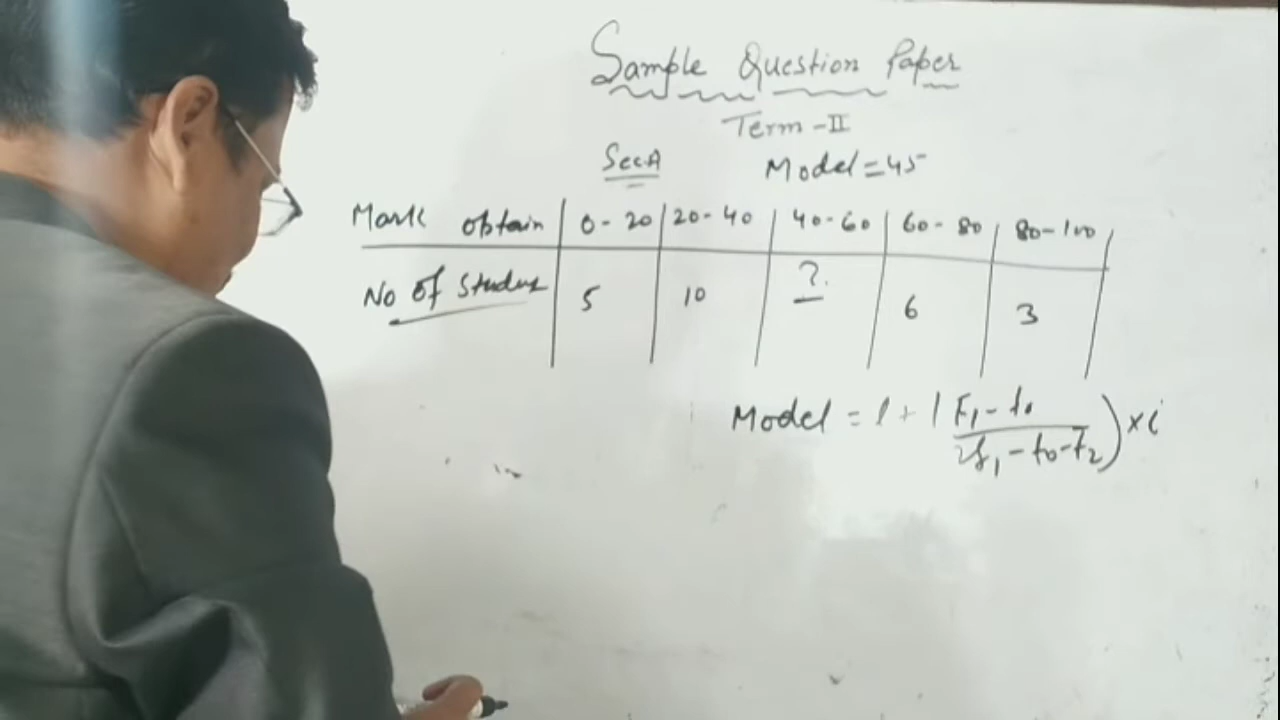 Sample Question Paper
Term - II
Sec.A Model = 45
Mark obtain 0 - 20 20 - 40 40 - 60 60 - 80 80 - 100
No of 5 10 ? 6 3
Model = l + ( F₁ - f₀ / 2f₁ - f₀ - F₂ ) × i